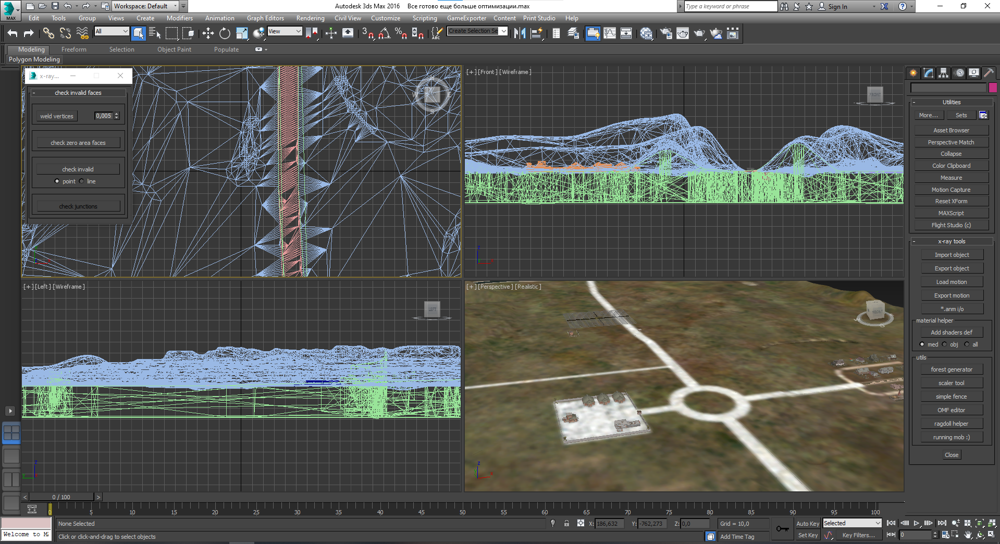 Workspace: Default
Autodesk 3ds Max 2016 Все готово еще больше оптимизации.max
Type a keyword or phrase
Sign In
MAX
Edit Tools Group Views Create Modifiers Animation Graph Editors Rendering Civil View Customize Scripting GameExporter Content Print Studio Help
All
View
3
ABC
Create Selection Se
Modeling Freeform Selection Object Paint Populate
Polygon Modeling
x-ray...
- check invalid faces
weld vertices 0,005
check zero area faces
check invalid
point line
check junctions
[+] [Front] [Wireframe]
FRONT
[+] [Left] [Wireframe]
LEFT
[+] [Perspective] [Realistic]
FRONT
- Utilities
More... Sets
Asset Browser
Perspective Match
Collapse
Color Clipboard
Measure
Motion Capture
Reset XForm
MAXScript
Flight Studio (c)
- x-ray tools
Import object
Export object
Load motion
Export motion
*.anm i/o
material helper
Add shaders def
med obj all
utils
forest generator
scaler tool
simple fence
OMF editor
ragdoll helper
running mob :)
Close
< 0 / 100 >
0 5 10 15 20 25 30 35 40 45 50 55 60 65 70 75 80 85 90 95 100
None Selected
X: 186,632 Y: -762,273 Z: 0,0 Grid = 10,0
Auto Key Selected
Welcome to M
Click or click-and-drag to select objects
Add Time Tag
Set Key Key Filters... 0